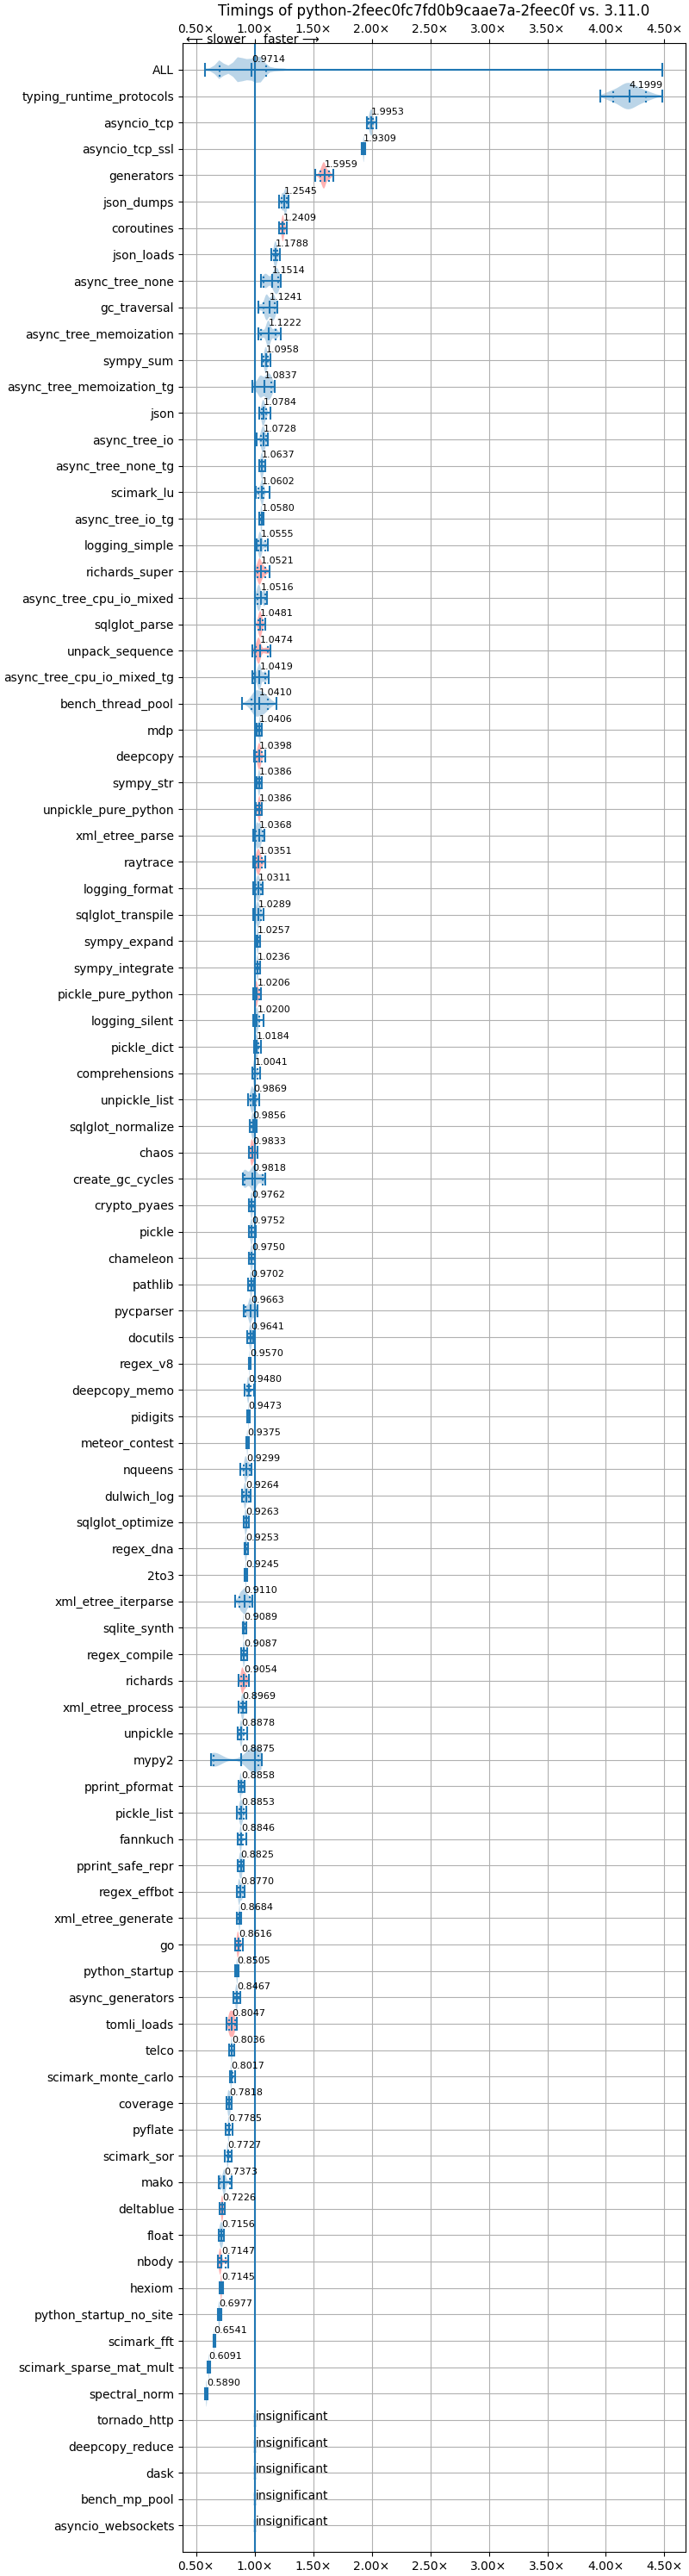 Timings of python-2feec0fc7fd0b9caae7a-2feec0f vs. 3.11.0
0.50× 1.00× 1.50× 2.00× 2.50× 3.00× 3.50× 4.00× 4.50×
⟵ slower faster ⟶
ALL 0.9714
typing_runtime_protocols 4.1999
asyncio_tcp 1.9953
asyncio_tcp_ssl 1.9309
generators 1.5959
json_dumps 1.2545
coroutines 1.2409
json_loads 1.1788
async_tree_none 1.1514
gc_traversal 1.1241
async_tree_memoization 1.1222
sympy_sum 1.0958
async_tree_memoization_tg 1.0837
json 1.0784
async_tree_io 1.0728
async_tree_none_tg 1.0637
scimark_lu 1.0602
async_tree_io_tg 1.0580
logging_simple 1.0555
richards_super 1.0521
async_tree_cpu_io_mixed 1.0516
sqlglot_parse 1.0481
unpack_sequence 1.0474
async_tree_cpu_io_mixed_tg 1.0419
bench_thread_pool 1.0410
mdp 1.0406
deepcopy 1.0398
sympy_str 1.0386
unpickle_pure_python 1.0386
xml_etree_parse 1.0368
raytrace 1.0351
logging_format 1.0311
sqlglot_transpile 1.0289
sympy_expand 1.0257
sympy_integrate 1.0236
pickle_pure_python 1.0206
logging_silent 1.0200
pickle_dict 1.0184
comprehensions 1.0041
unpickle_list 0.9869
sqlglot_normalize 0.9856
chaos 0.9833
create_gc_cycles 0.9818
crypto_pyaes 0.9762
pickle 0.9752
chameleon 0.9750
pathlib 0.9702
pycparser 0.9663
docutils 0.9641
regex_v8 0.9570
deepcopy_memo 0.9480
pidigits 0.9473
meteor_contest 0.9375
nqueens 0.9299
dulwich_log 0.9264
sqlglot_optimize 0.9263
regex_dna 0.9253
2to3 0.9245
xml_etree_iterparse 0.9110
sqlite_synth 0.9089
regex_compile 0.9087
richards 0.9054
xml_etree_process 0.8969
unpickle 0.8878
mypy2 0.8875
pprint_pformat 0.8858
pickle_list 0.8853
fannkuch 0.8846
pprint_safe_repr 0.8825
regex_effbot 0.8770
xml_etree_generate 0.8684
go 0.8616
python_startup 0.8505
async_generators 0.8467
tomli_loads 0.8047
telco 0.8036
scimark_monte_carlo 0.8017
coverage 0.7818
pyflate 0.7785
scimark_sor 0.7727
mako 0.7373
deltablue 0.7226
float 0.7156
nbody 0.7147
hexiom 0.7145
python_startup_no_site 0.6977
scimark_fft 0.6541
scimark_sparse_mat_mult 0.6091
spectral_norm 0.5890
tornado_http insignificant
deepcopy_reduce insignificant
dask insignificant
bench_mp_pool insignificant
asyncio_websockets insignificant
0.50× 1.00× 1.50× 2.00× 2.50× 3.00× 3.50× 4.00× 4.50×